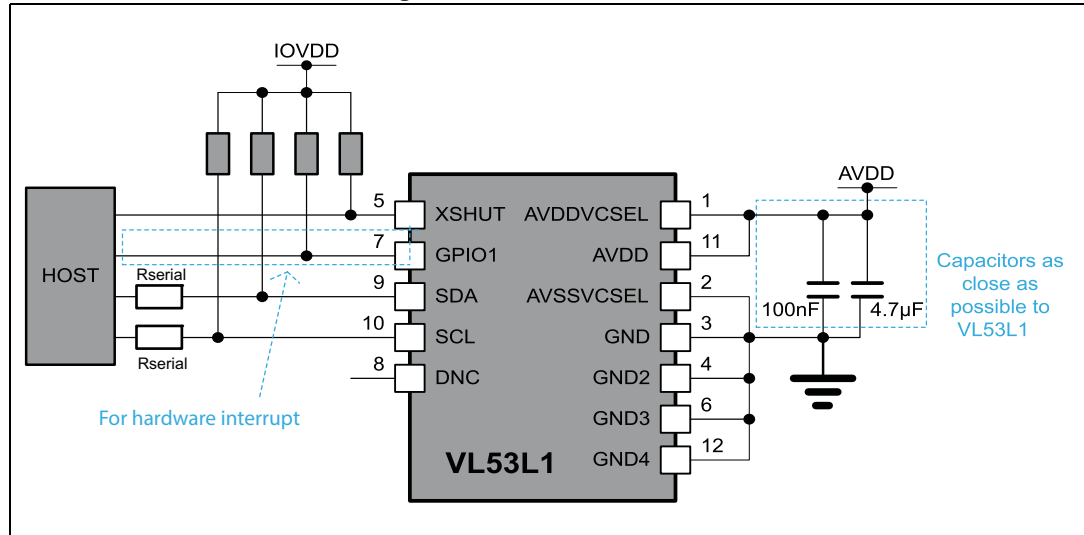 IOVDD
AVDD
HOST
Rserial
Rserial
5
7
9
10
8
XSHUT
GPIO1
SDA
SCL
DNC
AVDDVCSEL
AVDD
AVSSVCSEL
GND
GND2
GND3
GND4
1
11
2
3
4
6
12
VL53L1
100nF
4.7µF
Capacitors as
close as
possible to
VL53L1
For hardware interrupt